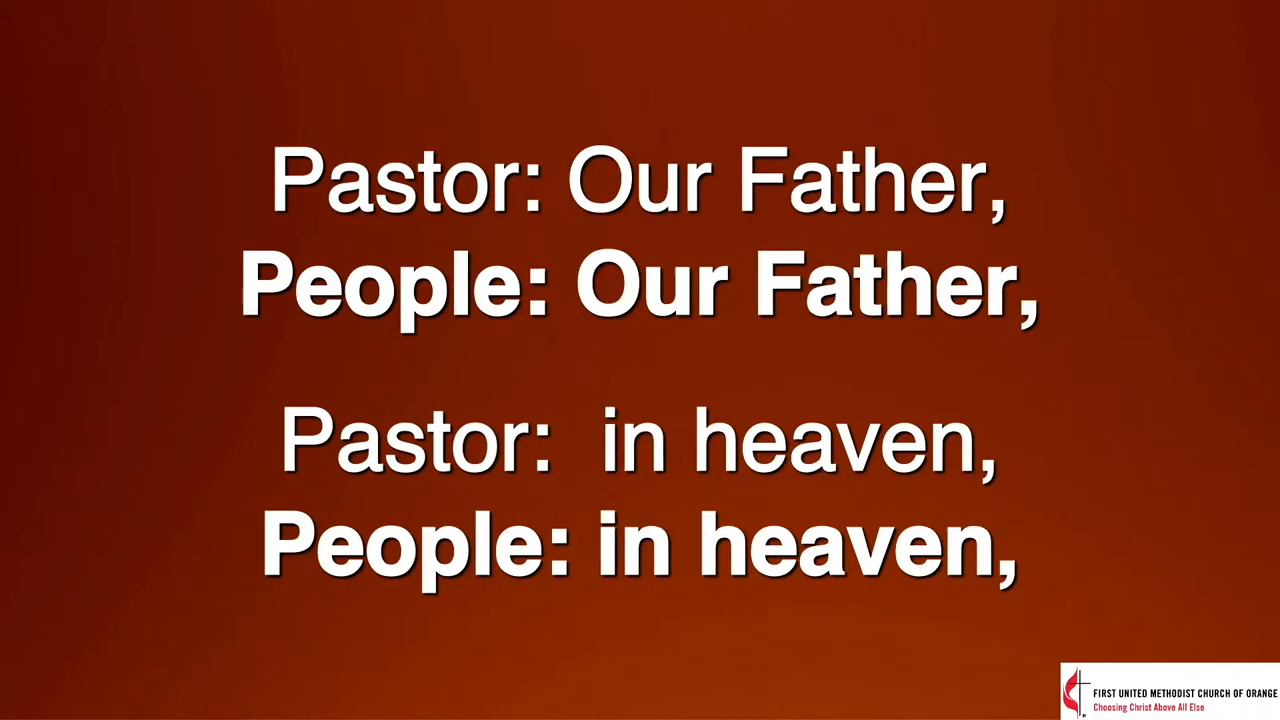 Pastor: Our Father,
People: Our Father,
Pastor:  in heaven,
People: in heaven,
FIRST UNITED METHODIST CHURCH OF ORANGE
Choosing Christ Above All Else